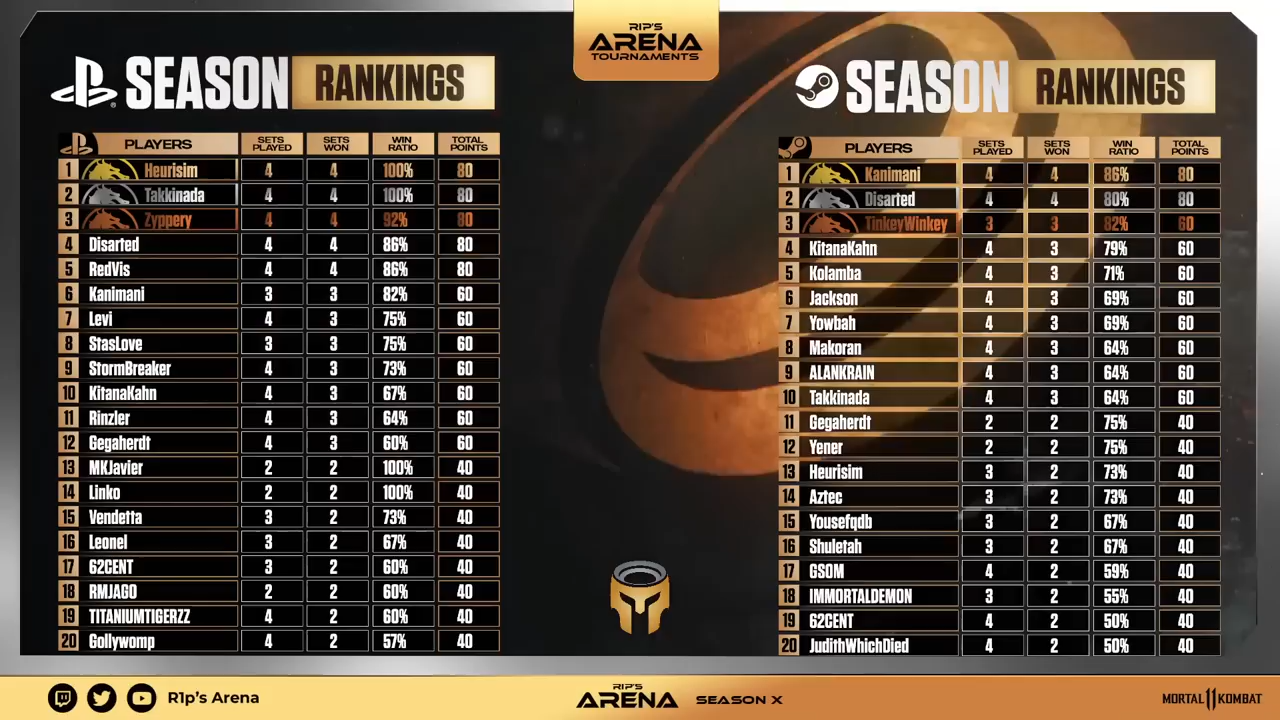 R1P'S
ARENA
TOURNAMENTS
SEASON RANKINGS
PLAYERS SETS PLAYED SETS WON WIN RATIO TOTAL POINTS
1 Heurisim 4 4 100% 80
2 Takkinada 4 4 100% 80
3 Zyppery 4 4 92% 80
4 Disarted 4 4 86% 80
5 RedVis 4 4 86% 80
6 Kanimani 3 3 82% 60
7 Levi 4 3 75% 60
8 StasLove 3 3 75% 60
9 StormBreaker 4 3 73% 60
10 KitanaKahn 4 3 67% 60
11 Rinzler 4 3 64% 60
12 Gegaherdt 4 3 60% 60
13 MKJavier 2 2 100% 40
14 Linko 2 2 100% 40
15 Vendetta 3 2 73% 40
16 Leonel 3 2 67% 40
17 62CENT 3 2 60% 40
18 RMJAGO 2 2 60% 40
19 TITANIUMTIGERZZ 4 2 60% 40
20 Gollywomp 4 2 57% 40
SEASON RANKINGS
PLAYERS SETS PLAYED SETS WON WIN RATIO TOTAL POINTS
1 Kanimani 4 4 86% 80
2 Disarted 4 4 80% 80
3 TinkeyWinkey 3 3 82% 60
4 KitanaKahn 4 3 79% 60
5 Kolamba 4 3 71% 60
6 Jackson 4 3 69% 60
7 Yowbah 4 3 69% 60
8 Makoran 4 3 64% 60
9 ALANKRAIN 4 3 64% 60
10 Takkinada 4 3 64% 60
11 Gegaherdt 2 2 75% 40
12 Yener 2 2 75% 40
13 Heurisim 3 2 73% 40
14 Aztec 3 2 73% 40
15 Yousefqdb 3 2 67% 40
16 Shuletah 3 2 67% 40
17 GSOM 4 2 59% 40
18 IMMORTALDEMON 3 2 55% 40
19 62CENT 4 2 50% 40
20 JudithWhichDied 4 2 50% 40
R1p's Arena
R1P'S
ARENA SEASON X
MORTAL 11 KOMBAT